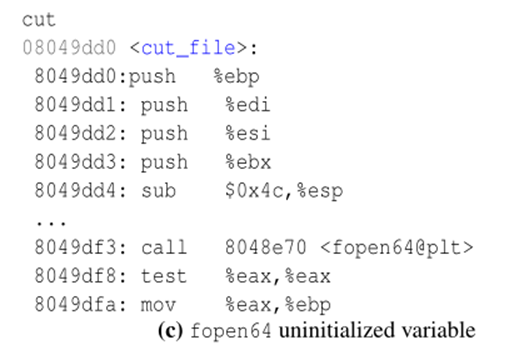 cut
08049dd0 <cut_file>:
8049dd0:push %ebp
8049dd1: push %edi
8049dd2: push %esi
8049dd3: push %ebx
8049dd4: sub $0x4c,%esp
...
8049df3: call 8048e70 <fopen64@plt>
8049df8: test %eax,%eax
8049dfa: mov %eax,%ebp
(c) fopen64 uninitialized variable